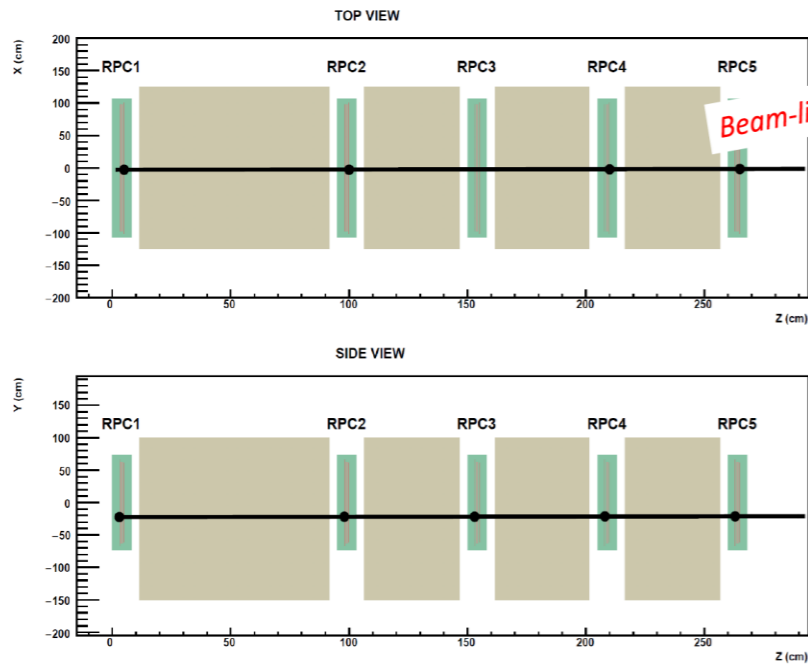 TOP VIEW
X (cm)
200
150
100
50
0
−50
−100
−150
−200
RPC1 RPC2 RPC3 RPC4 RPC5
Beam-li
0 50 100 150 200 250
Z (cm)
SIDE VIEW
Y (cm)
150
100
50
0
−50
−100
−150
−200
RPC1 RPC2 RPC3 RPC4 RPC5
0 50 100 150 200 250
Z (cm)